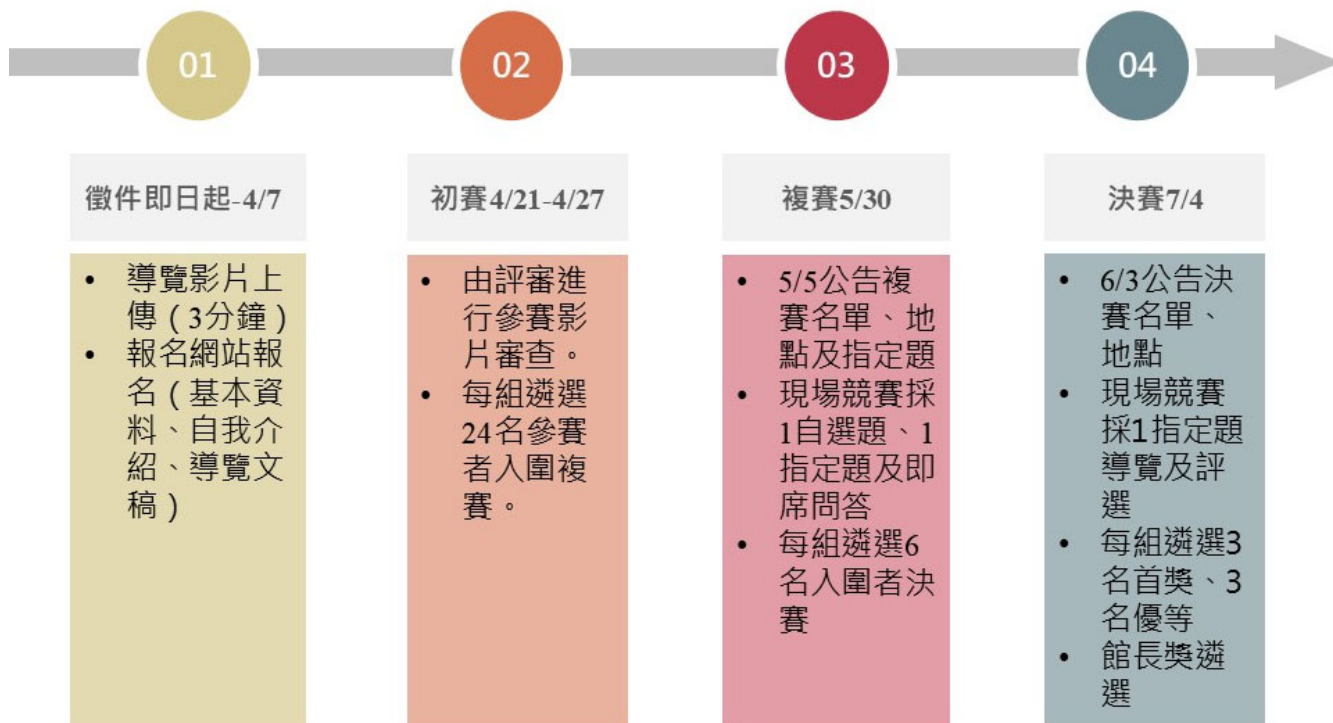 01
02
03
04
徵件即日起-4/7
• 導覽影片上
傳（3分鐘）
• 報名網站報
名（基本資
料、自我介
紹、導覽文
稿）
初賽4/21-4/27
• 由評審進
行參賽影
片審查。
• 每組遴選
24名參賽
者入圍複
賽。
複賽5/30
• 5/5公告複
賽名單、地
點及指定題
• 現場競賽採
1自選題、1
指定題及即
席問答
• 每組遴選6
名入圍者決
賽
決賽7/4
• 6/3公告決
賽名單、
地點
• 現場競賽
採1指定題
導覽及評
選
• 每組遴選3
名首獎、3
名優等
• 館長獎遴
選